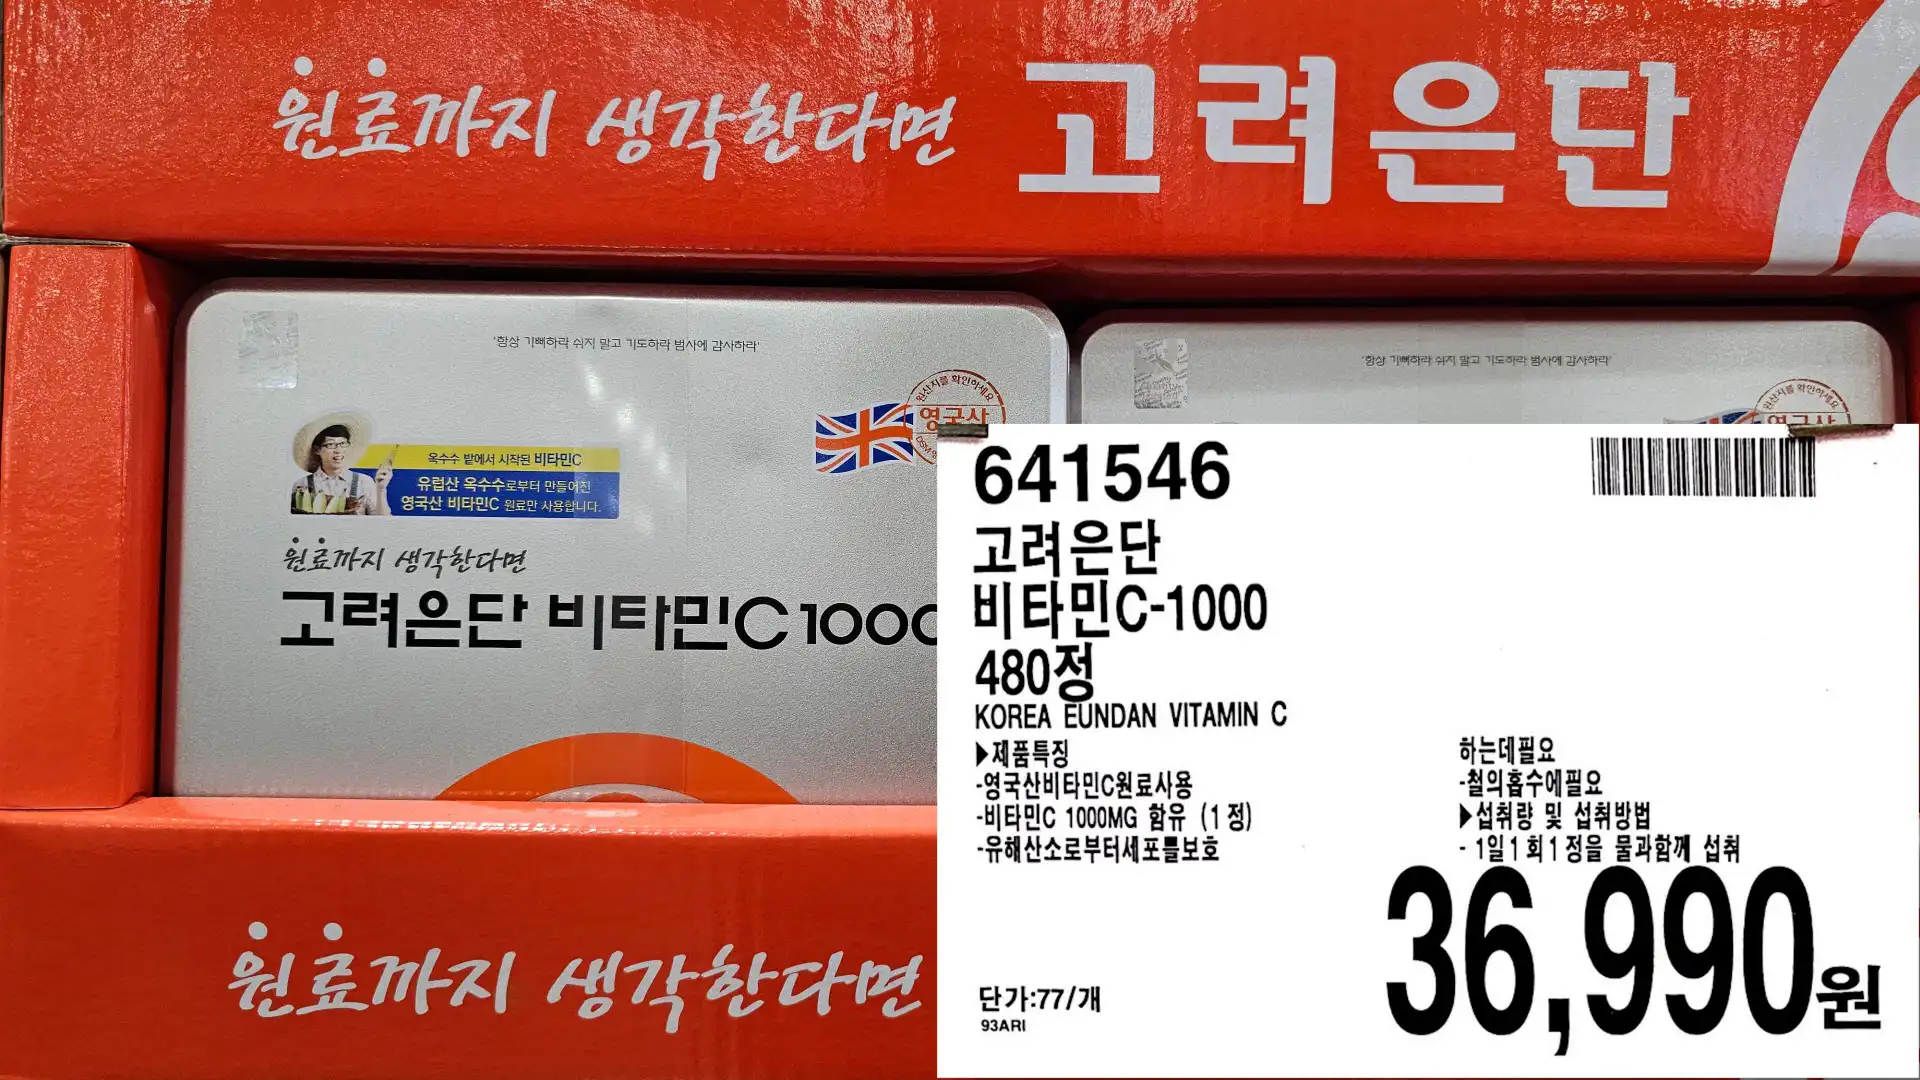 원료까지 생각한다면 고려은단
'항상 기뻐하라 쉬지 말고 기도하라 범사에 감사하라'
원산지를 확인하세요
영국산
옥수수 밭에서 시작된 비타민C
유럽산 옥수수로부터 만들어진
영국산 비타민C 원료만 사용합니다.
원료까지 생각한다면
고려은단 비타민C 1000
'항상 기뻐하라 쉬지 말고 기도하라 범사에 감사하라'
원산지를 확인하세요
영국산
641546
고려은단
비타민C-1000
480정
KOREA EUNDAN VITAMIN C
▶제품특징
-영국산비타민C원료사용
-비타민C 1000MG 함유 (1정)
-유해산소로부터세포를보호
하는데필요
-철의흡수에필요
▶섭취량 및 섭취방법
- 1일1회1정을 물과함께 섭취
36,990원
단가:77/개
93ARI
원료까지 생각한다면